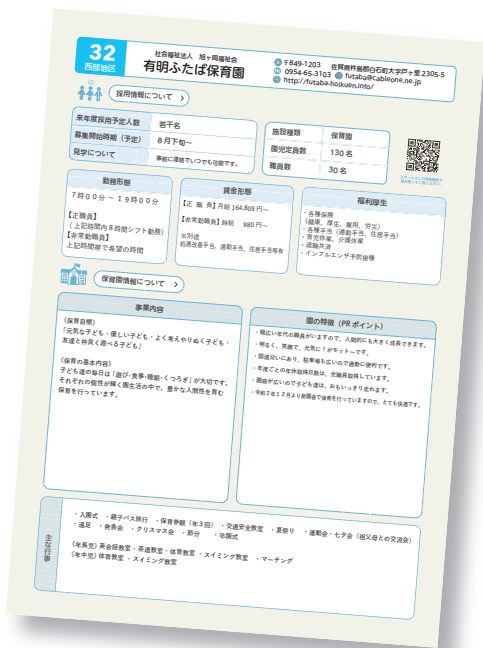 32
西部地区
社会福祉法人 旭ヶ岡福祉会
有明ふたば保育園
〒849-1203 佐賀県杵島郡白石町大字戸ヶ里 2305-5
0954-65-3103 futaba@cableone.ne.jp
http://futaba-hoikuen.info/
採用情報について
来年度採用予定人数 若干名
募集開始時期（予定） 8月下旬〜
見学について 事前に連絡でいつでも可能です。
施設種類 保育園
園児定員数 130名
職員数 30名
勤務形態
7時00分〜19時00分
【正職員】
（上記時間内8時間シフト勤務）
【非常勤職員】
上記時間害で希望の時間
賃金形態
【正 職 員】月給 164,809 円〜
【非常勤職員】時給 980 円〜
※別途
処遇改善手当、通勤手当、住居手当等有
福利厚生
・各種保険
（健康、厚生、雇用、労災）
・各種手当（通勤手当、住居手当）
・育児休業、介護休業
・退職共済
・インフルエンザ予防接種
保育園情報について
事業内容
《保育目標》
「元気な子ども・優しい子ども・よく考えやりぬく子ども・
友達と仲良く遊べる子ども」
《保育の基本内容》
子ども達の毎日は「遊び・食事・睡眠・くつろぎ」が大切です。
それぞれの個性が輝く園生活の中で、豊かな人間性を育む
保育を行っています。
園の特徴（PR ポイント）
・幅広い年代の職員がいますので、人間的にも大きく成長できます。
・明るく、笑顔で、元気に！がモットーです。
・国道沿いにあり、駐車場も広いので通勤に便利です。
・年度ごとの年休取得日数は、全職員取得しています。
・園庭が広いので子ども達は、おもいっきり走れます。
・令和2年12月より新園舎で保育を行っていますので、とても快適です。
主な行事
・入園式 ・親子バス旅行 ・保育参観（年3回） ・交通安全教室 ・夏祭り ・運動会・七夕会（祖父母との交流会）
・遠足 ・発表会 ・クリスマス会 ・節分 ・卒園式
《年長児》英会話教室・茶道教室・体育教室・スイミング教室 ・マーチング
《年中児》体育教室・スイミング教室